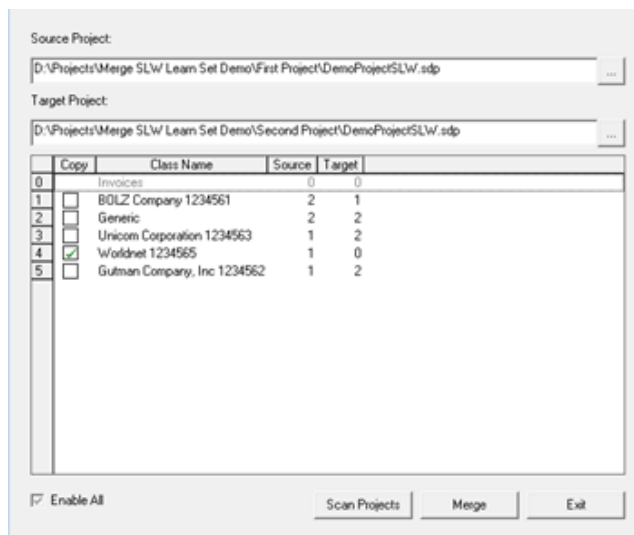 Source Project:
D:\Projects\Merge SLW Learn Set Demo\First Project\DemoProjectSLW.sdp ...
Target Project:
D:\Projects\Merge SLW Learn Set Demo\Second Project\DemoProjectSLW.sdp ...
Copy Class Name Source Target
0 Invoices 0 0
1 BOLZ Company 1234561 2 1
2 Generic 2 2
3 Unicom Corporation 1234563 1 2
4 Worldnet 1234565 1 0
5 Gutman Company, Inc 1234562 1 2
Enable All Scan Projects Merge Exit